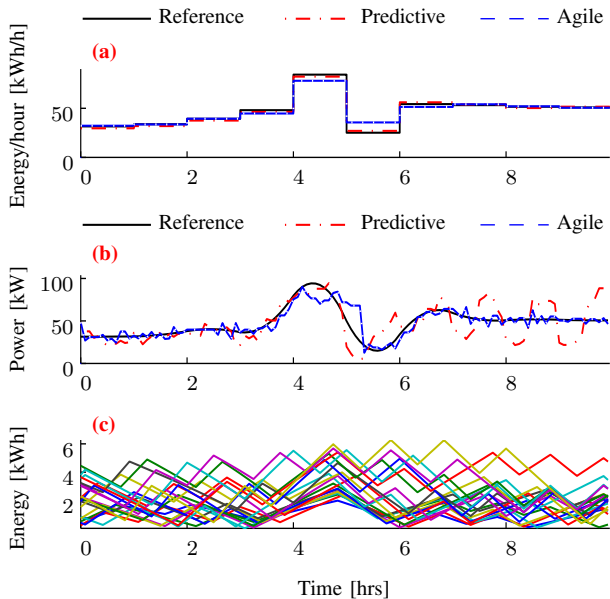 Reference Predictive Agile
(a)
Energy/hour [kWh/h]
50
0
0 2 4 6 8
Reference Predictive Agile
(b)
Power [kW]
100
50
0
0 2 4 6 8
(c)
Energy [kWh]
6
4
2
0 2 4 6 8
Time [hrs]